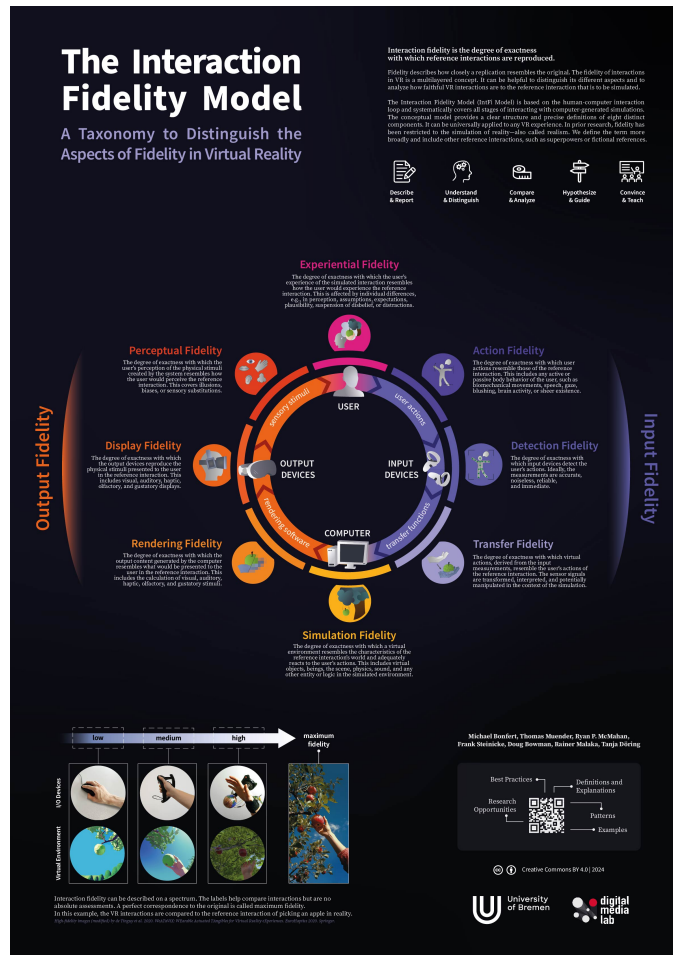 The Interaction
Fidelity Model
A Taxonomy to Distinguish the
Aspects of Fidelity in Virtual Reality
Interaction fidelity is the degree of exactness
with which reference interactions are reproduced.
Fidelity describes how closely a replication resembles the original. The fidelity of interactions
in VR is a multilayered concept. It can be helpful to distinguish its different aspects and to
analyze how faithful VR interactions are to the reference interaction that is to be simulated.
The Interaction Fidelity Model (IntFi Model) is based on the human-computer interaction
loop and systematically covers all stages of interacting with computer-generated simulations.
The conceptual model provides a clear structure and precise definitions of eight distinct
components. It can be universally applied to any VR experience. In prior research, fidelity has
been restricted to the simulation of reality—also called realism. We define the term more
broadly and include other reference interactions, such as superpowers or fictional references.
Describe
& Report
Understand
& Distinguish
Compare
& Analyze
Hypothesize
& Guide
Convince
& Teach
Experiential Fidelity
The degree of exactness with which the user's
experience of the simulated interaction resembles
how the user would experience the reference
interaction. This is affected by individual differences,
e.g., in perception, assumptions, expectations,
plausibility, suspension of disbelief, or distractions.
Perceptual Fidelity
The degree of exactness with which the
user's perception of the physical stimuli
created by the system resembles how
the user would perceive the reference
interaction. This covers illusions,
biases, or sensory substitutions.
Action Fidelity
The degree of exactness with which user
actions resemble those of the reference
interaction. This includes any active or
passive body behavior of the user, such as
biomechanical movements, speech, gaze,
blushing, brain activity, or sheer existence.
sensory stimuli
USER
user actions
Output Fidelity
Display Fidelity
The degree of exactness with which
the output devices reproduce the
physical stimuli presented to the user
in the reference interaction. This
includes visual, auditory, haptic,
olfactory, and gustatory displays.
OUTPUT
DEVICES
INPUT
DEVICES
Detection Fidelity
The degree of exactness with
which input devices detect the
user's actions. Ideally, the
measurements are accurate,
noiseless, reliable,
and immediate.
Input Fidelity
rendering software
COMPUTER
transfer functions
Rendering Fidelity
The degree of exactness with which the
output content generated by the computer
resembles what would be presented to the
user in the reference interaction. This
includes the calculation of visual, auditory,
haptic, olfactory, and gustatory stimuli.
Transfer Fidelity
The degree of exactness with which virtual
actions, derived from the input
measurements, resemble the user's actions of
the reference interaction. The sensor signals
are transformed, interpreted, and potentially
manipulated in the context of the simulation.
Simulation Fidelity
The degree of exactness with which a virtual
environment resembles the characteristics of the
reference interaction's world and adequately
reacts to the user's actions. This includes virtual
objects, beings, the scene, physics, sound, and any
other entity or logic in the simulated environment.
low
medium
high
maximum
fidelity
I/O Devices
Virtual Environment
Interaction fidelity can be described on a spectrum. The labels help compare interactions but are no
absolute assessments. A perfect correspondence to the original is called maximum fidelity.
In this example, the VR interactions are compared to the reference interaction of picking an apple in reality.
Michael Bonfert, Thomas Muender, Ryan P. McMahan,
Frank Steinicke, Doug Bowman, Rainer Malaka, Tanja Döring
Best Practices
Definitions and
Explanations
Research
Opportunities
Patterns
Examples
Creative Commons BY 4.0 | 2024
University
of Bremen
digital
media
lab